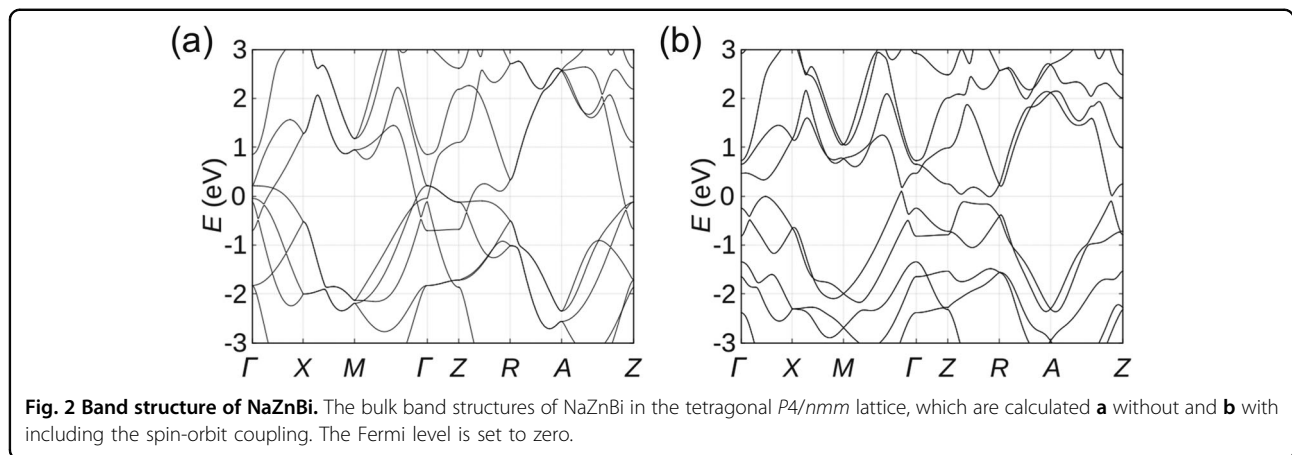 (a)
3
2
1
0
-1
-2
-3
E (eV)
Γ X M Γ Z R A Z
(b)
3
2
1
0
-1
-2
-3
E (eV)
Γ X M Γ Z R A Z
Fig. 2 Band structure of NaZnBi. The bulk band structures of NaZnBi in the tetragonal P4/nmm lattice, which are calculated a without and b with
including the spin-orbit coupling. The Fermi level is set to zero.